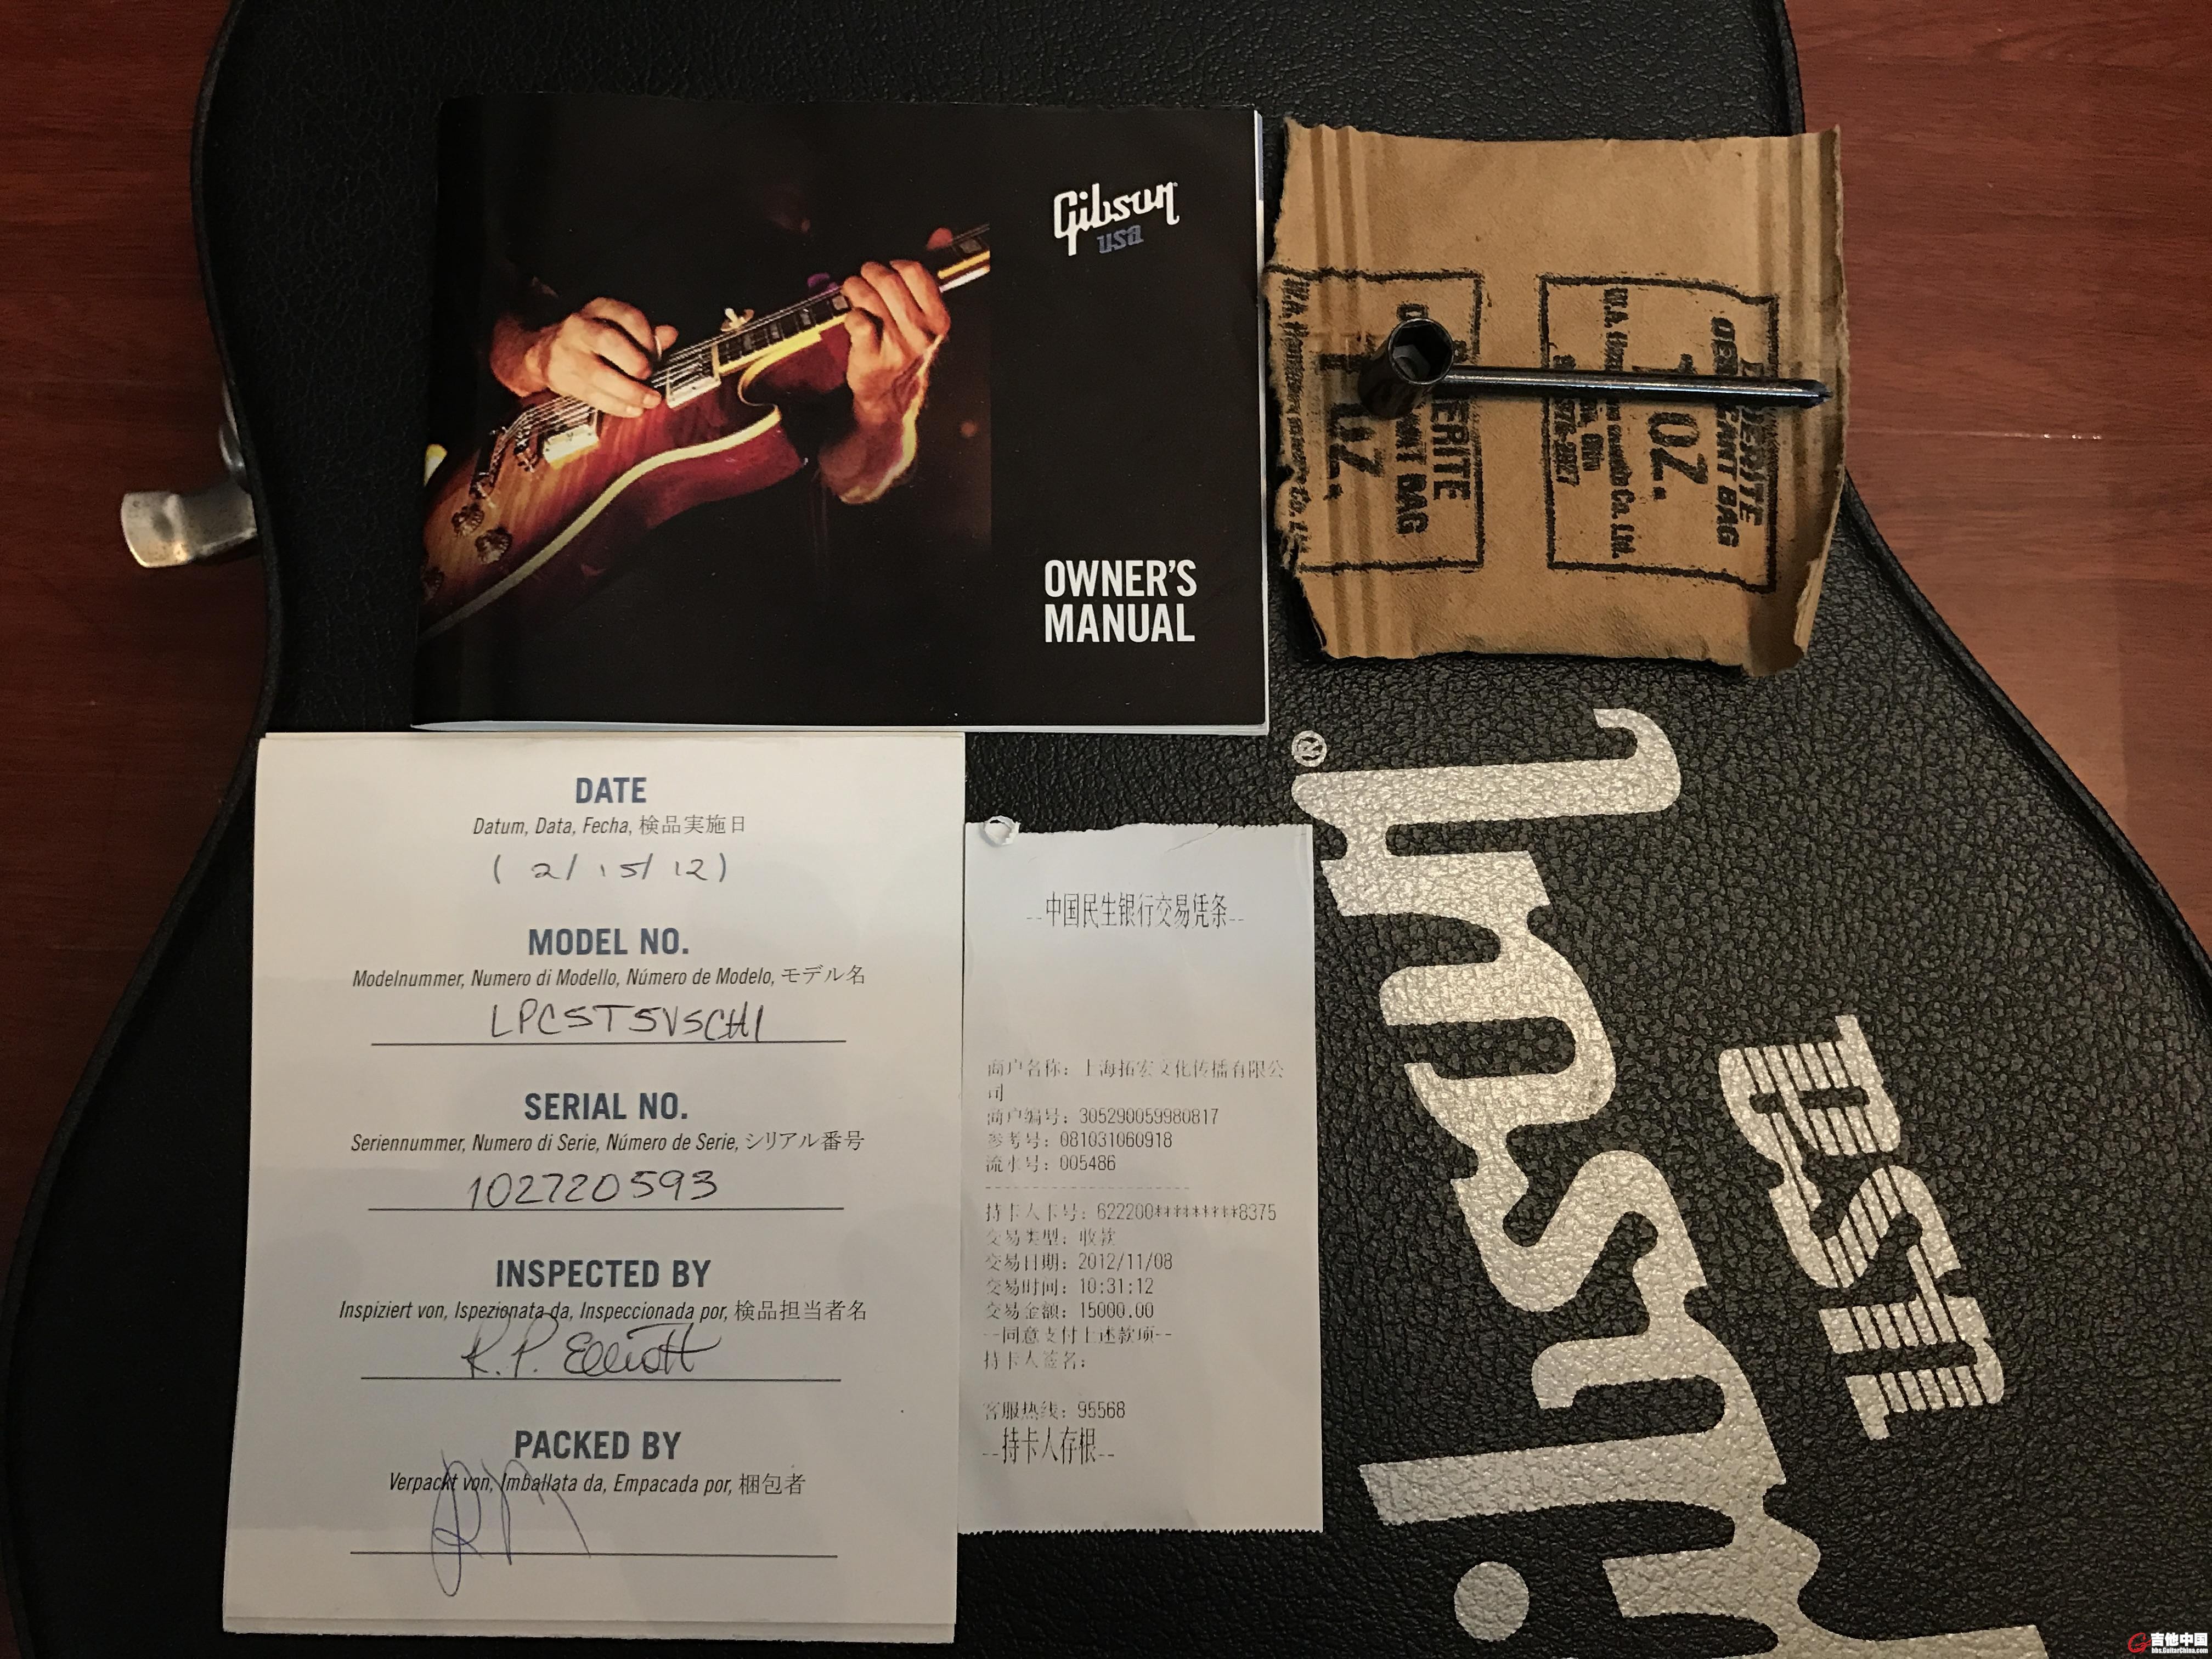 Gibson
usa
OWNER'S
MANUAL
DESICCANT BAG
1 OZ.
DATE
Datum, Data, Fecha, 検品実施日
( 2/15/12)
MODEL NO.
Modelnummer, Numero di Modello, Número de Modelo, モデル名
LPCST5VSCH1
SERIAL NO.
Seriennummer, Numero di Serie, Número de Serie, シリアル番号
102720593
INSPECTED BY
Inspiziert von, Ispezionata da, Inspeccionada por, 検品担当者名
R.P. Elliott
PACKED BY
Verpackt von, Imballata da, Empacada por, 梱包者
--中国民生银行交易凭条--
商户名称: 上海拓宏文化传播有限公
司
商户编号: 305290059980817
参考号: 081031060918
流水号: 005486
持卡人卡号: 622200*********8375
交易类型: 收款
交易日期: 2012/11/08
交易时间: 10:31:12
交易金额: 15000.00
--同意支付上述款项--
持卡人签名:
客服热线: 95568
--持卡人存根--
Gibson®
usa
吉他中国
bbs.GuitarChina.com